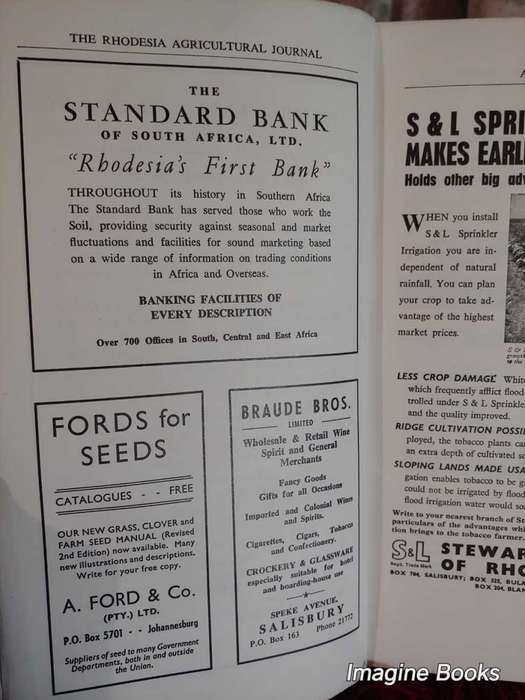 THE RHODESIA AGRICULTURAL JOURNAL
THE
STANDARD BANK
OF SOUTH AFRICA, LTD.
"Rhodesia's First Bank"
THROUGHOUT its history in Southern Africa
The Standard Bank has served those who work the
Soil, providing security against seasonal and market
fluctuations and facilities for sound marketing based
on a wide range of information on trading conditions
in Africa and Overseas.
BANKING FACILITIES OF
EVERY DESCRIPTION
Over 700 Offices in South, Central and East Africa
FORDS for
SEEDS
CATALOGUES - - FREE
OUR NEW GRASS, CLOVER and
FARM SEED MANUAL (Revised
2nd Edition) now available. Many
new illustrations and descriptions.
Write for your free copy.
A. FORD & Co.
(PTY.) LTD.
P.O. Box 5701 - - Johannesburg
Suppliers of seed to many Government
Departments, both in and outside
the Union.
BRAUDE BROS.
LIMITED
Wholesale & Retail Wine
Spirit and General
Merchants
Fancy Goods
Gifts for all Occasions
Imported and Colonial Wines
and Spirits.
Cigarettes, Cigars, Tobacco
and Confectionery.
CROCKERY & GLASSWARE
especially suitable for hotel
and boarding-house use
SPEKE AVENUE,
SALISBURY
P.O. Box 163 Phone 21772
S & L SPRI
MAKES EARL
Holds other big adv
WHEN you install
S & L Sprinkler
Irrigation you are in-
dependent of natural
rainfall. You can plan
your crop to take ad-
vantage of the highest
market prices.
S &
LESS CROP DAMAGE Whit
which frequently afflict flood
trolled under S & L Sprinkler
and the quality improved.
RIDGE CULTIVATION POSSI
ployed, the tobacco plants ca
an extra depth of cultivated so
SLOPING LANDS MADE USA
gation enables tobacco to be g
could not be irrigated by flood
flood irrigation water would so
Write to your nearest branch of S
particulars of the advantages whi
tion brings to the tobacco farmer.
S&L STEWAR
Regd. Trade Mark OF RHO
BOX 784, SALISBURY; BOX 325, BULA
BOX 204, BLAN
Imagine Books